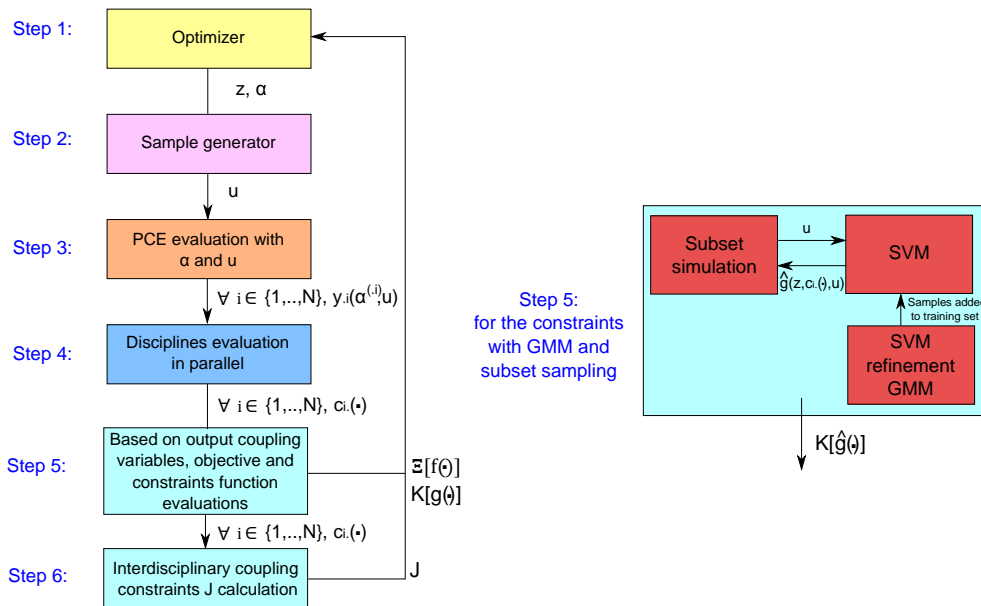 Step 1:
Optimizer
z, α
Step 2:
Sample generator
u
Step 3:
PCE evaluation with
α and u
∀ i ∈ {1,..,N}, y.i(α(.i),u)
Step 4:
Disciplines evaluation
in parallel
∀ i ∈ {1,..,N}, ci.(▪)
Step 5:
Based on output coupling
variables, objective and
constraints function
evaluations
Ξ[f(▪)]
K[g(▪)]
∀ i ∈ {1,..,N}, ci.(▪)
Step 6:
Interdisciplinary coupling
constraints J calculation
J
Step 5:
for the constraints
with GMM and
subset sampling
Subset
simulation
u
ĝ(z,ci.(▪),u)
SVM
Samples added
to training set
SVM
refinement
GMM
K[ĝ(▪)]